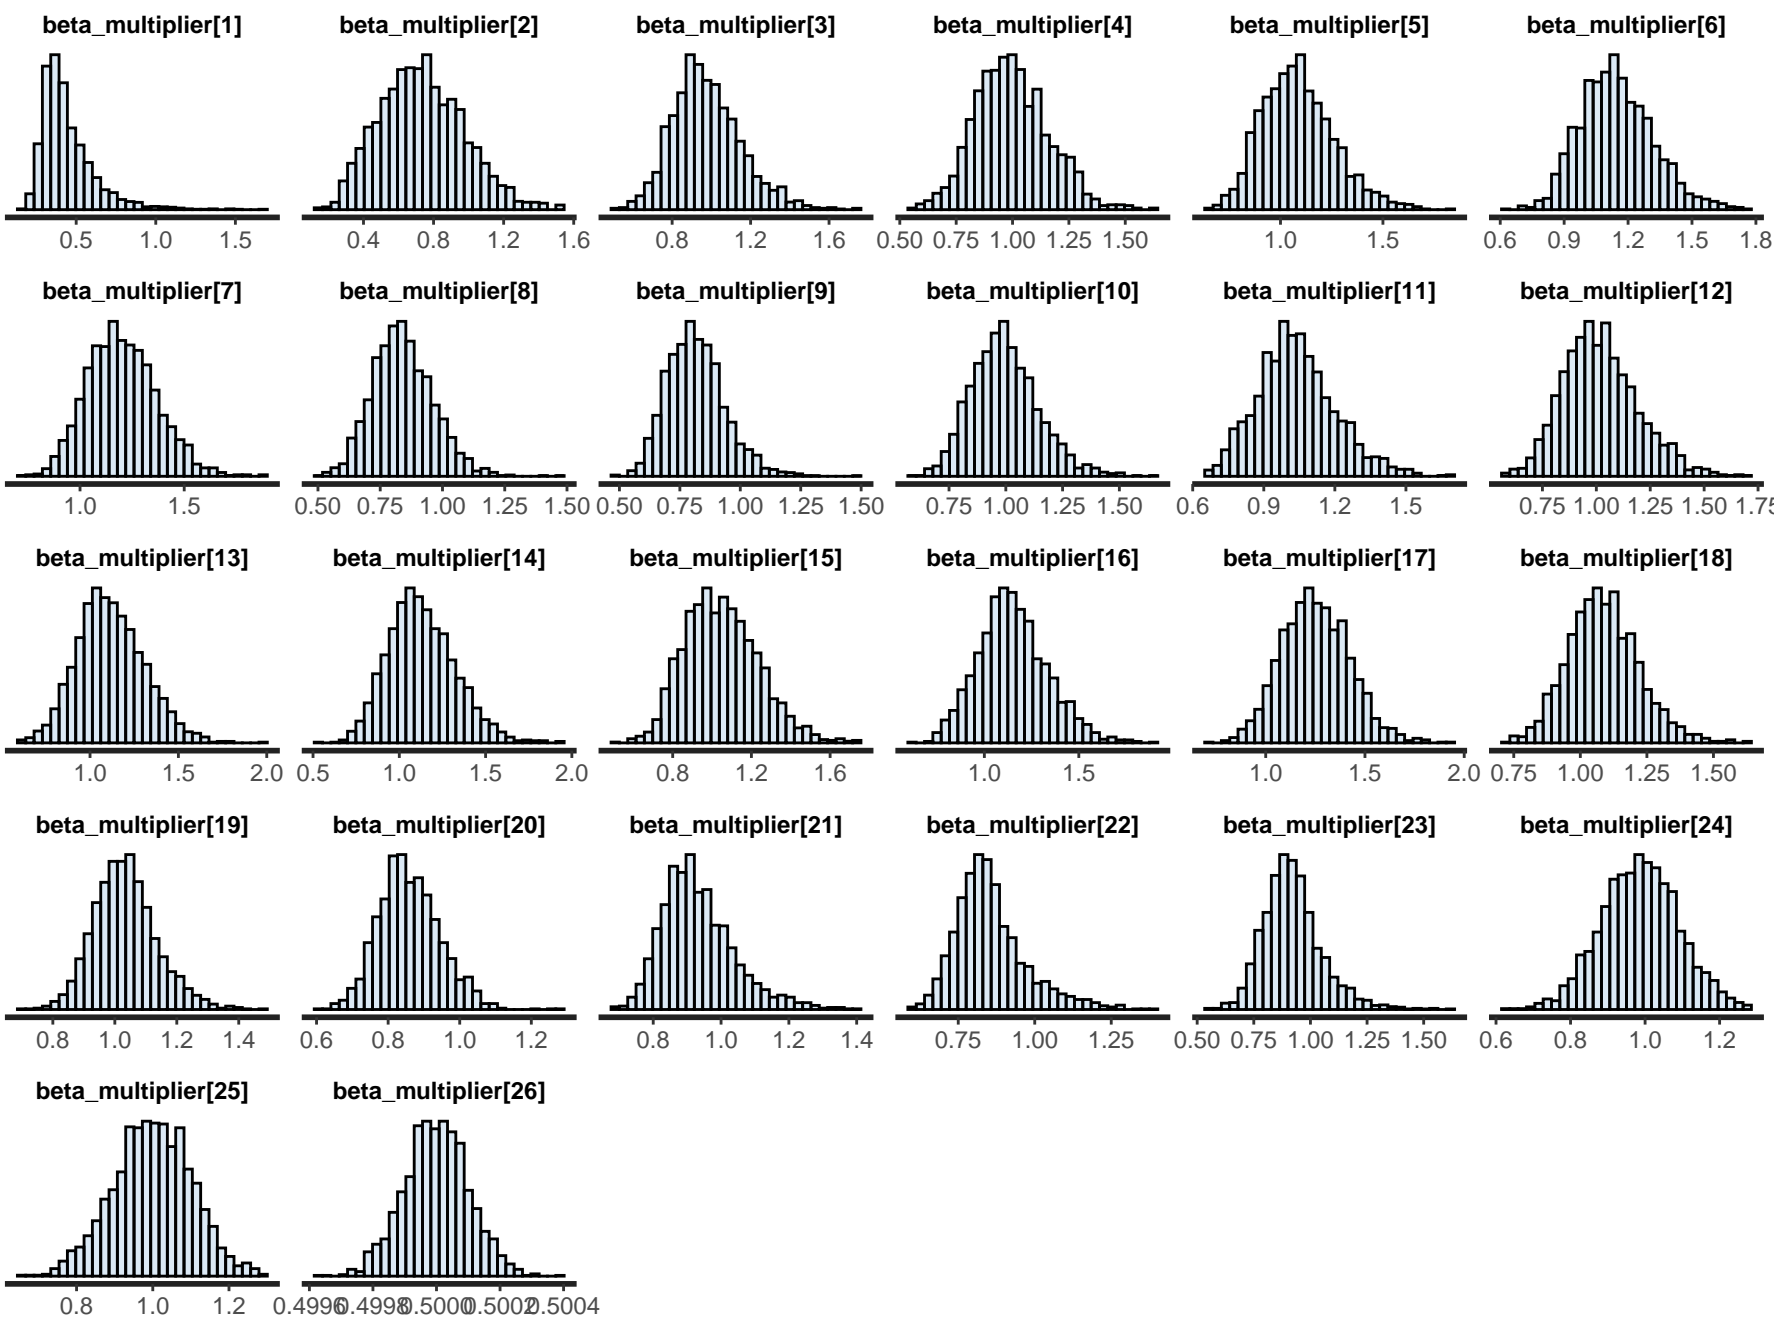 beta_multiplier[1] beta_multiplier[2] beta_multiplier[3] beta_multiplier[4] beta_multiplier[5] beta_multiplier[6]
0.5 1.0 1.5 0.4 0.8 1.2 1.6 0.8 1.2 1.6 0.50 0.75 1.00 1.25 1.50 1.0 1.5 0.6 0.9 1.2 1.5 1.8
beta_multiplier[7] beta_multiplier[8] beta_multiplier[9] beta_multiplier[10] beta_multiplier[11] beta_multiplier[12]
1.0 1.5 0.50 0.75 1.00 1.25 1.50 0.50 0.75 1.00 1.25 1.50 0.75 1.00 1.25 1.50 0.6 0.9 1.2 1.5 0.75 1.00 1.25 1.50 1.75
beta_multiplier[13] beta_multiplier[14] beta_multiplier[15] beta_multiplier[16] beta_multiplier[17] beta_multiplier[18]
1.0 1.5 2.0 0.5 1.0 1.5 2.0 0.8 1.2 1.6 1.0 1.5 1.0 1.5 2.0 0.75 1.00 1.25 1.50
beta_multiplier[19] beta_multiplier[20] beta_multiplier[21] beta_multiplier[22] beta_multiplier[23] beta_multiplier[24]
0.8 1.0 1.2 1.4 0.6 0.8 1.0 1.2 0.8 1.0 1.2 1.4 0.75 1.00 1.25 0.50 0.75 1.00 1.25 1.50 0.6 0.8 1.0 1.2
beta_multiplier[25] beta_multiplier[26]
0.8 1.0 1.2 0.4996 0.4998 0.5000 0.5002 0.5004